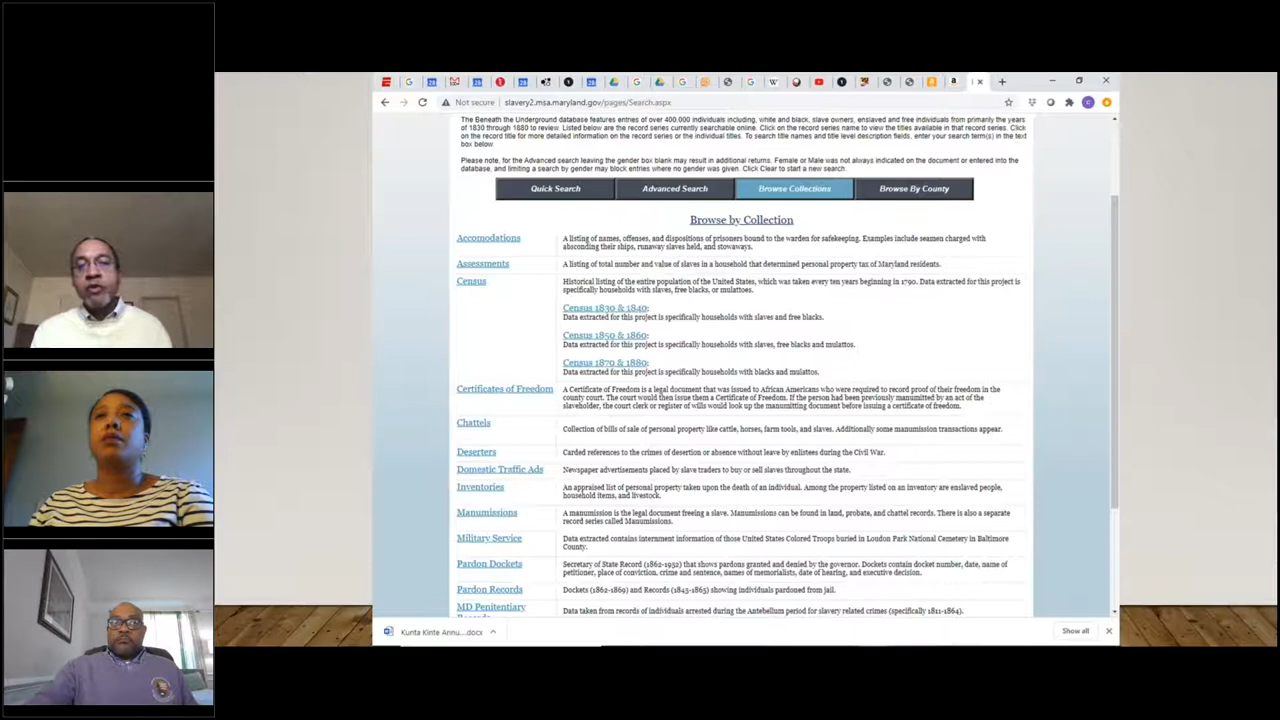 Not secure
slavery2.msa.maryland.gov/pages/Search.aspx
The Beneath the Underground database features entries of over 400,000 individuals including, white and black, slave owners, enslaved and free individuals from primarily the years
of 1830 through 1880 to review. Listed below are the record series currently searchable online. Click on the record series name to view the titles available in that record series. Click
on the record title for more detailed information on the record series or the individual titles. To search title names and title level description fields, enter your search term(s) in the text
box below.
Please note, for the Advanced search leaving the gender box blank may result in additional returns. Female or Male was not always indicated on the document or entered into the
database, and limiting a search by gender may block entries where no gender was given. Click Clear to start a new search.
Quick Search
Advanced Search
Browse Collections
Browse By County
Browse by Collection
Accomodations
A listing of names, offenses, and dispositions of prisoners bound to the warden for safekeeping. Examples include seamen charged with
absconding their ships, runaway slaves held, and stowaways.
Assessments
A listing of total number and value of slaves in a household that determined personal property tax of Maryland residents.
Census
Historical listing of the entire population of the United States, which was taken every ten years beginning in 1790. Data extracted for this project is
specifically households with slaves, free blacks, or mulattoes.
Census 1830 & 1840:
Data extracted for this project is specifically households with slaves and free blacks.
Census 1850 & 1860:
Data extracted for this project is specifically households with slaves, free blacks and mulattos.
Census 1870 & 1880:
Data extracted for this project is specifically households with blacks and mulattos.
Certificates of Freedom
A Certificate of Freedom is a legal document that was issued to African Americans who were required to record proof of their freedom in the
county court. The court would then issue them a Certificate of Freedom. If the person had been previously manumitted by an act of the
slaveholder, the court clerk or register of wills would look up the manumitting document before issuing a certificate of freedom.
Chattels
Collection of bills of sale of personal property like cattle, horses, farm tools, and slaves. Additionally some manumission transactions appear.
Deserters
Carded references to the crimes of desertion or absence without leave by enlistees during the Civil War.
Domestic Traffic Ads
Newspaper advertisements placed by slave traders to buy or sell slaves throughout the state.
Inventories
An appraised list of personal property taken upon the death of an individual. Among the property listed on an inventory are enslaved people,
household items, and livestock.
Manumissions
A manumission is the legal document freeing a slave. Manumissions can be found in land, probate, and chattel records. There is also a separate
record series called Manumissions.
Military Service
Data extracted contains internment information of those United States Colored Troops buried in Loudon Park National Cemetery in Baltimore
County.
Pardon Dockets
Secretary of State Record (1862-1952) that shows pardons granted and denied by the governor. Dockets contain docket number, date, name of
petitioner, place of conviction, crime and sentence, names of memorialists, date of hearing, and executive decision.
Pardon Records
Dockets (1862-1869) and Records (1845-1865) showing individuals pardoned from jail.
MD Penitentiary
Data taken from records of individuals arrested during the Antebellum period for slavery related crimes (specifically 1811-1864).
Kunta Kinte Annu....docx
Show all